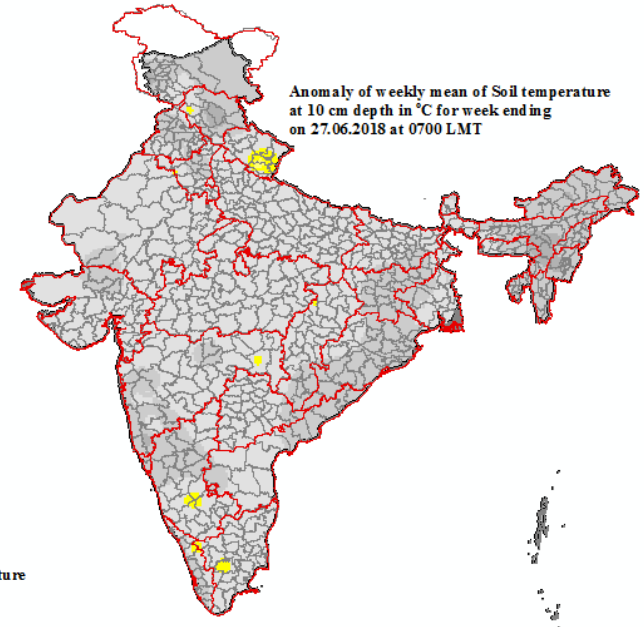 Anomaly of weekly mean of Soil temperature
at 10 cm depth in °C for week ending
on 27.06.2018 at 0700 LMT
ture